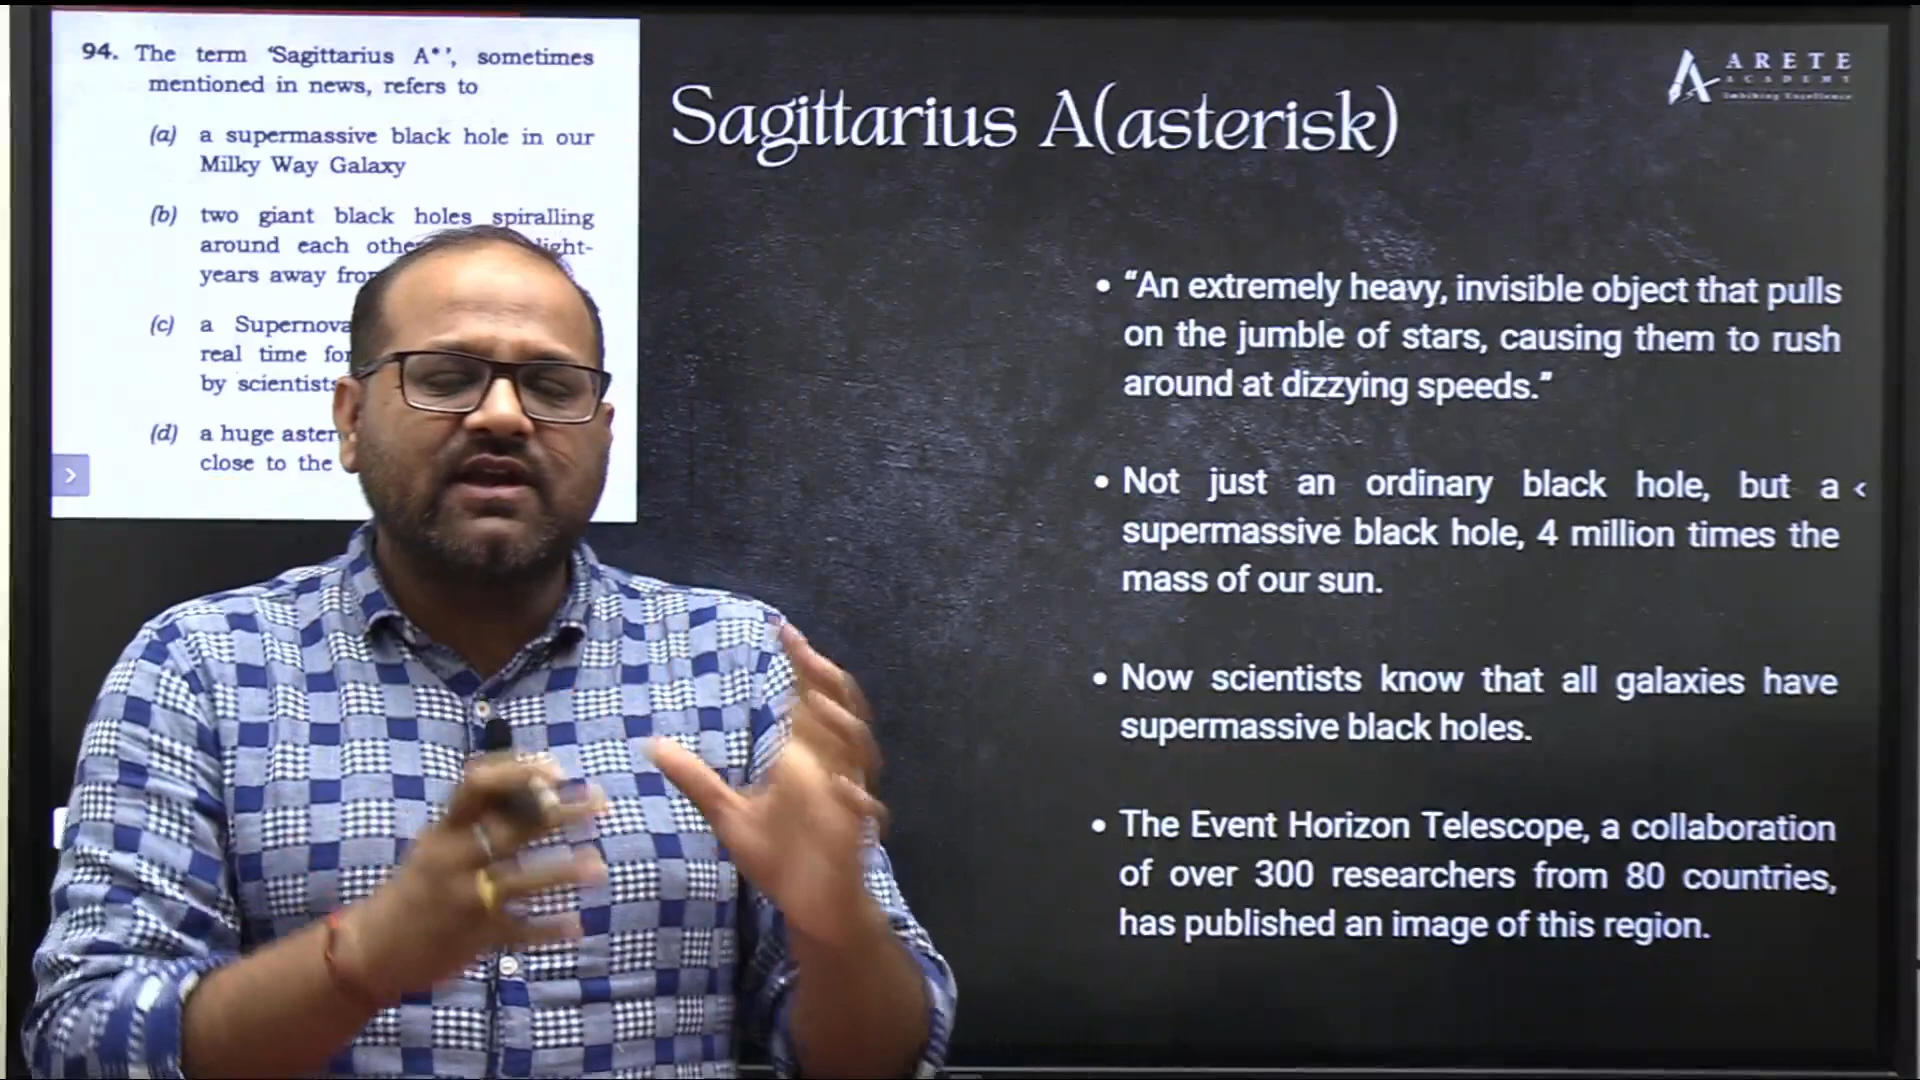 94. The term ‘Sagittarius A*’, sometimes
mentioned in news, refers to
(a) a supermassive black hole in our
Milky Way Galaxy
(b) two giant black holes spiralling
around each
years away
(c) a Supernova
real time for
by scientists
(d) a huge
close to the
>
Sagittarius A(asterisk)
ARETE
ACADEMY
Imbibing Excellence
• “An extremely heavy, invisible object that pulls
on the jumble of stars, causing them to rush
around at dizzying speeds.”
• Not just an ordinary black hole, but a <
supermassive black hole, 4 million times the
mass of our sun.
• Now scientists know that all galaxies have
supermassive black holes.
• The Event Horizon Telescope, a collaboration
of over 300 researchers from 80 countries,
has published an image of this region.